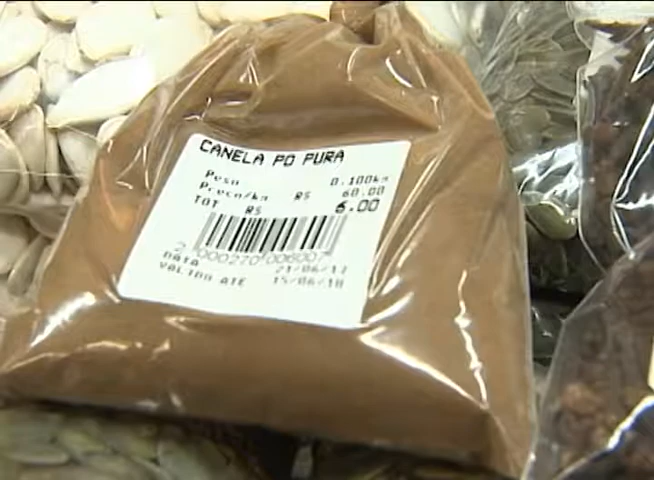 CANELA PO PURA
Peso 0.100kg
Preco/kg R$ 60.00
TOT R$ 6.00
2 000270 006007
DATA 21/06/17
VALIDO ATE 15/06/18